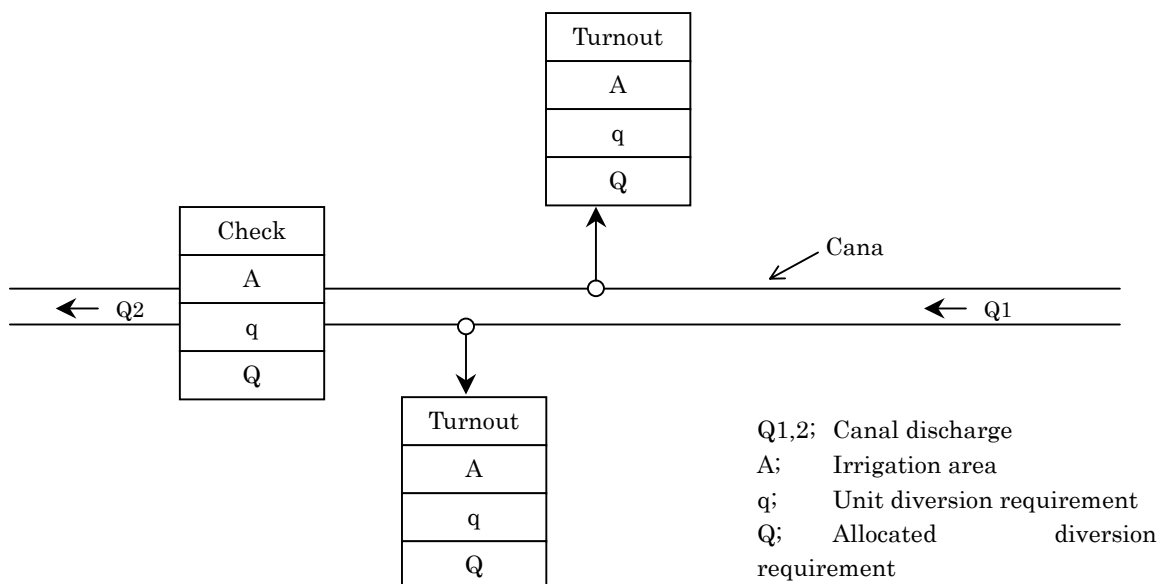 Turnout
A
q
Q
Check
A
q
Q
Cana
Q2
Q1
Turnout
A
q
Q
Q1,2; Canal discharge
A; Irrigation area
q; Unit diversion requirement
Q; Allocated diversion
requirement